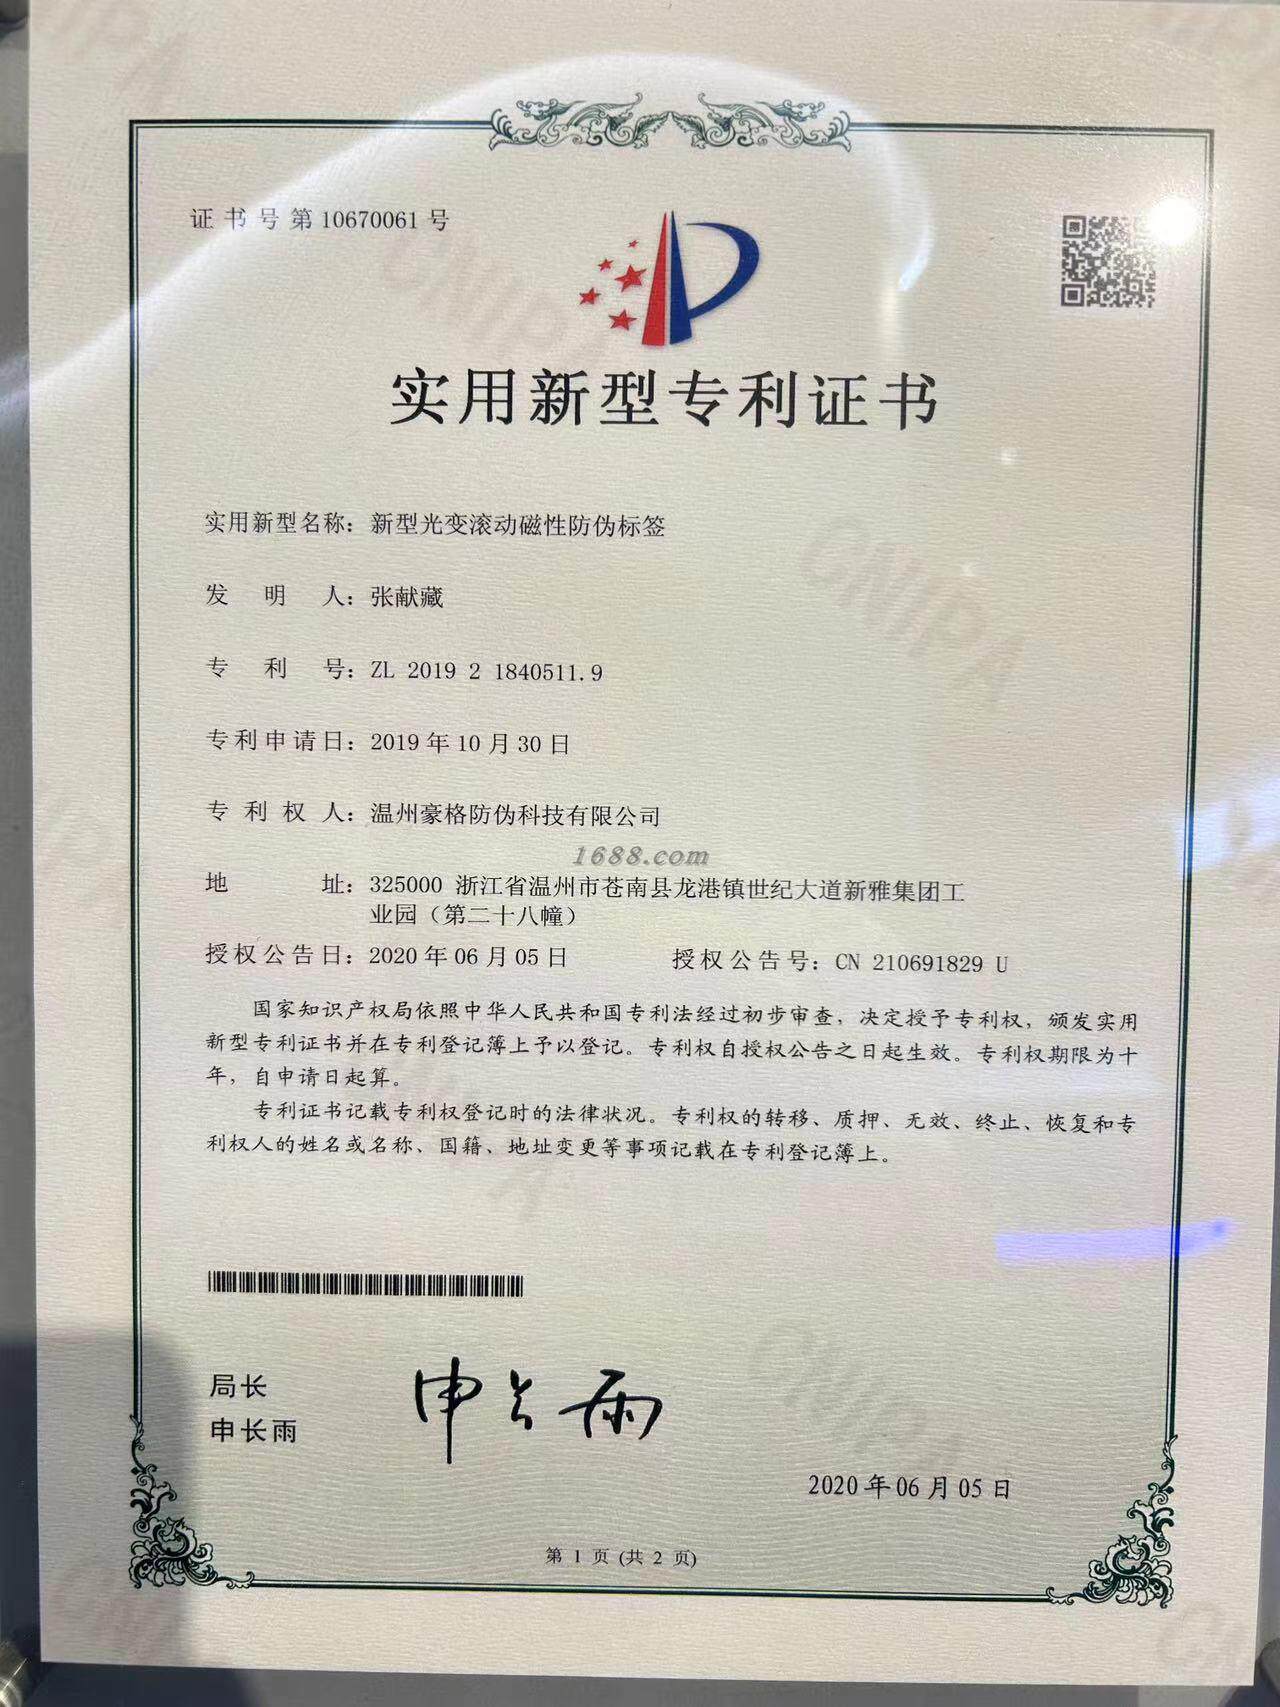 证书号第10670061号
实用新型专利证书
实用新型名称：新型光变滚动磁性防伪标签
发明人：张献藏
专利号：ZL 2019 2 1840511.9
专利申请日：2019年10月30日
专利权人：温州豪格防伪科技有限公司
1688.com
地址：325000 浙江省温州市苍南县龙港镇世纪大道新雅集团工
业园（第二十八幢）
授权公告日：2020年06月05日 授权公告号：CN 210691829 U
国家知识产权局依照中华人民共和国专利法经过初步审查，决定授予专利权，颁发实用
新型专利证书并在专利登记簿上予以登记。专利权自授权公告之日起生效。专利权期限为十
年，自申请日起算。
专利证书记载专利权登记时的法律状况。专利权的转移、质押、无效、终止、恢复和专
利权人的姓名或名称、国籍、地址变更等事项记载在专利登记簿上。
局长
申长雨
申长雨
2020年06月05日
第 1 页 (共 2 页)